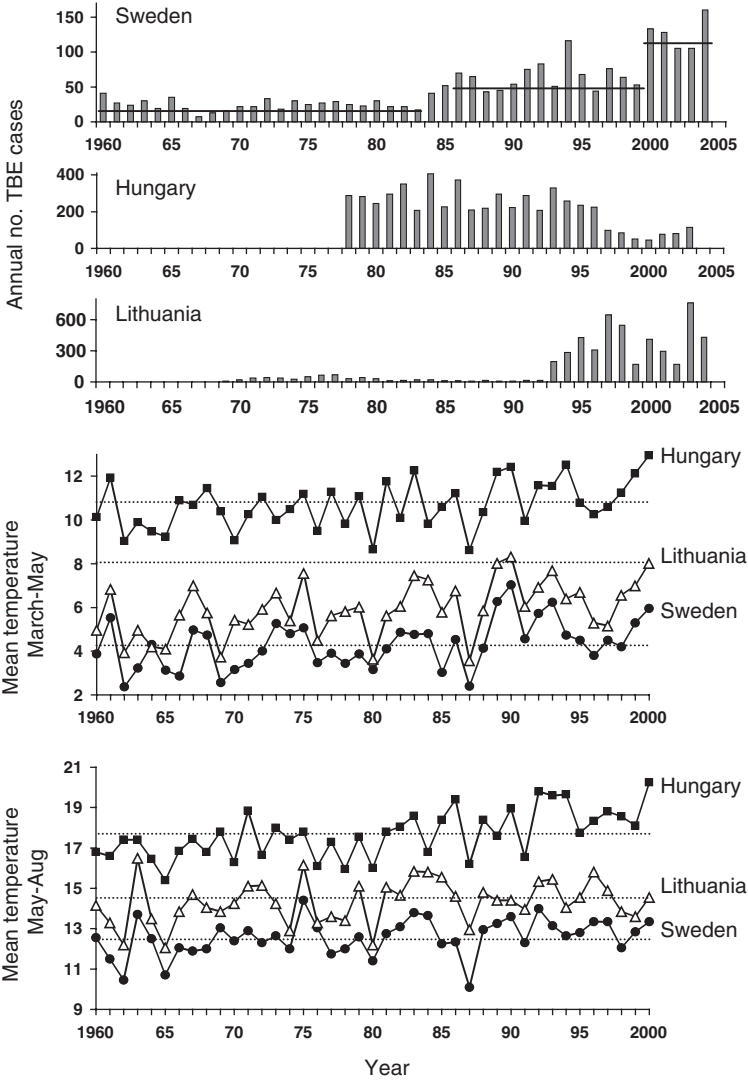 Annual no. TBE cases
Sweden
150
100
50
0
1960 65 70 75 80 85 90 95 2000 2005
Hungary
400
200
0
1960 65 70 75 80 85 90 95 2000 2005
Lithuania
600
300
0
1960 65 70 75 80 85 90 95 2000 2005
Mean temperature
March-May
12
10
8
6
4
2
Hungary
Lithuania
Sweden
1960 65 70 75 80 85 90 95 2000
Mean temperature
May-Aug
21
19
17
15
13
11
9
Hungary
Lithuania
Sweden
1960 65 70 75 80 85 90 95 2000
Year